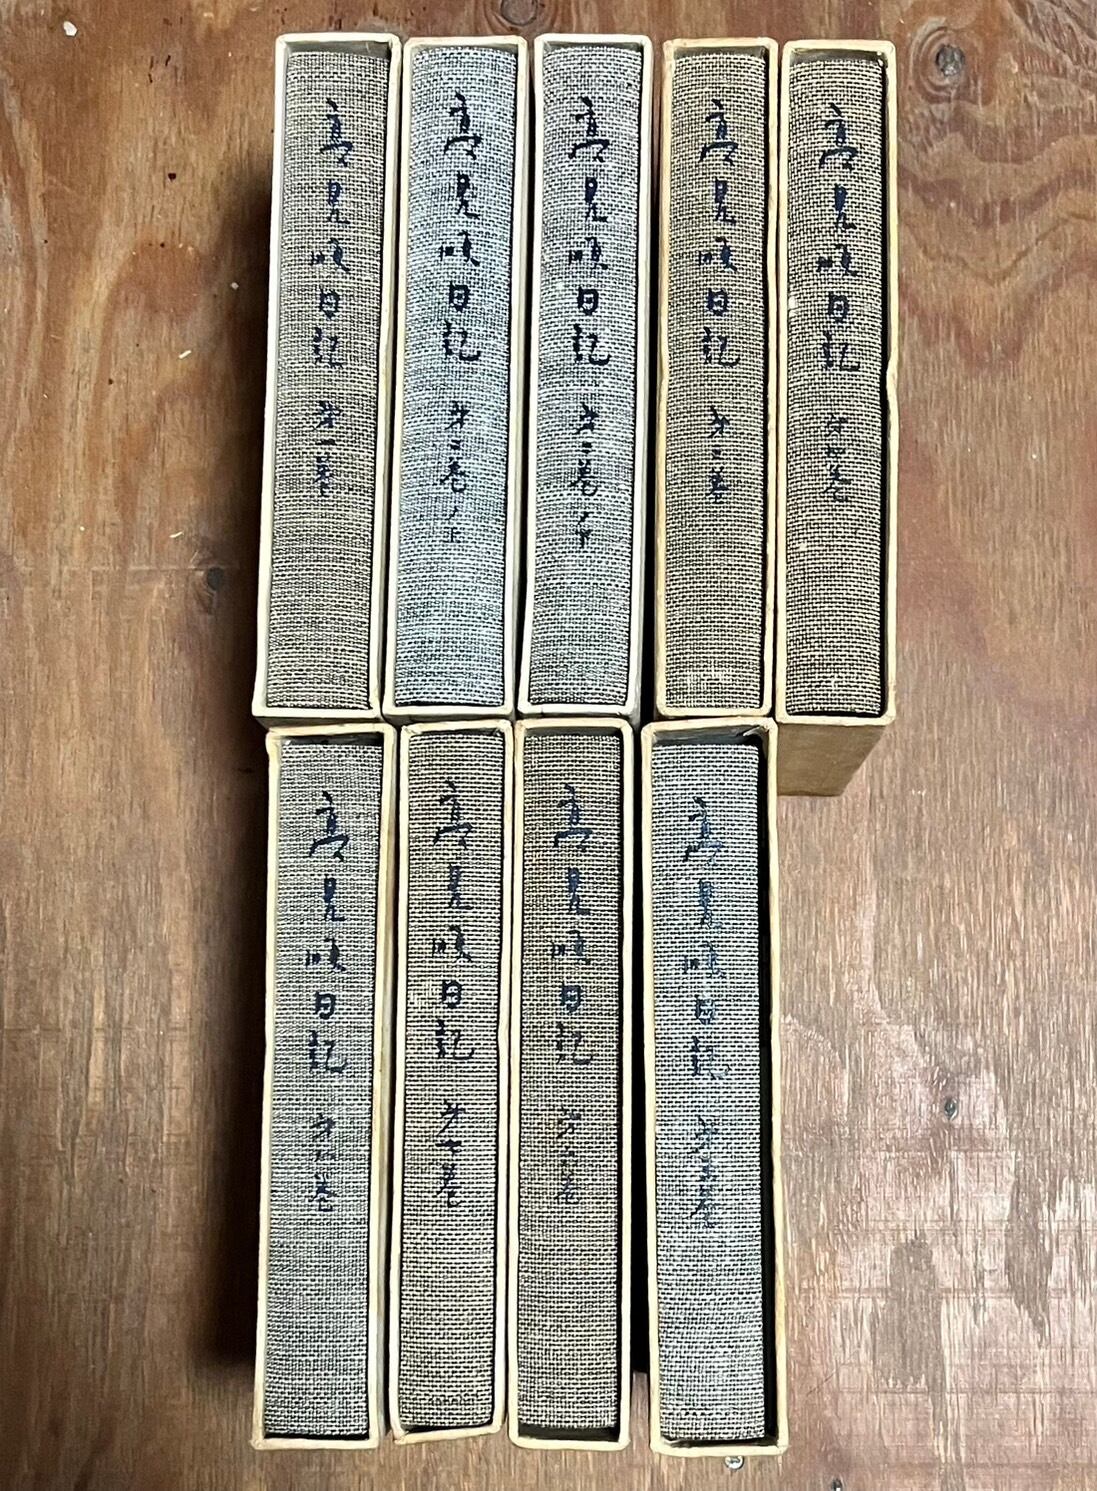 高見順日記 第一巻
高見順日記 第二巻ノ上
高見順日記 第二巻ノ下
高見順日記 第三巻
高見順日記 第四巻
高見順日記 第八巻
高見順日記 第七巻
高見順日記 第六巻
高見順日記 第五巻